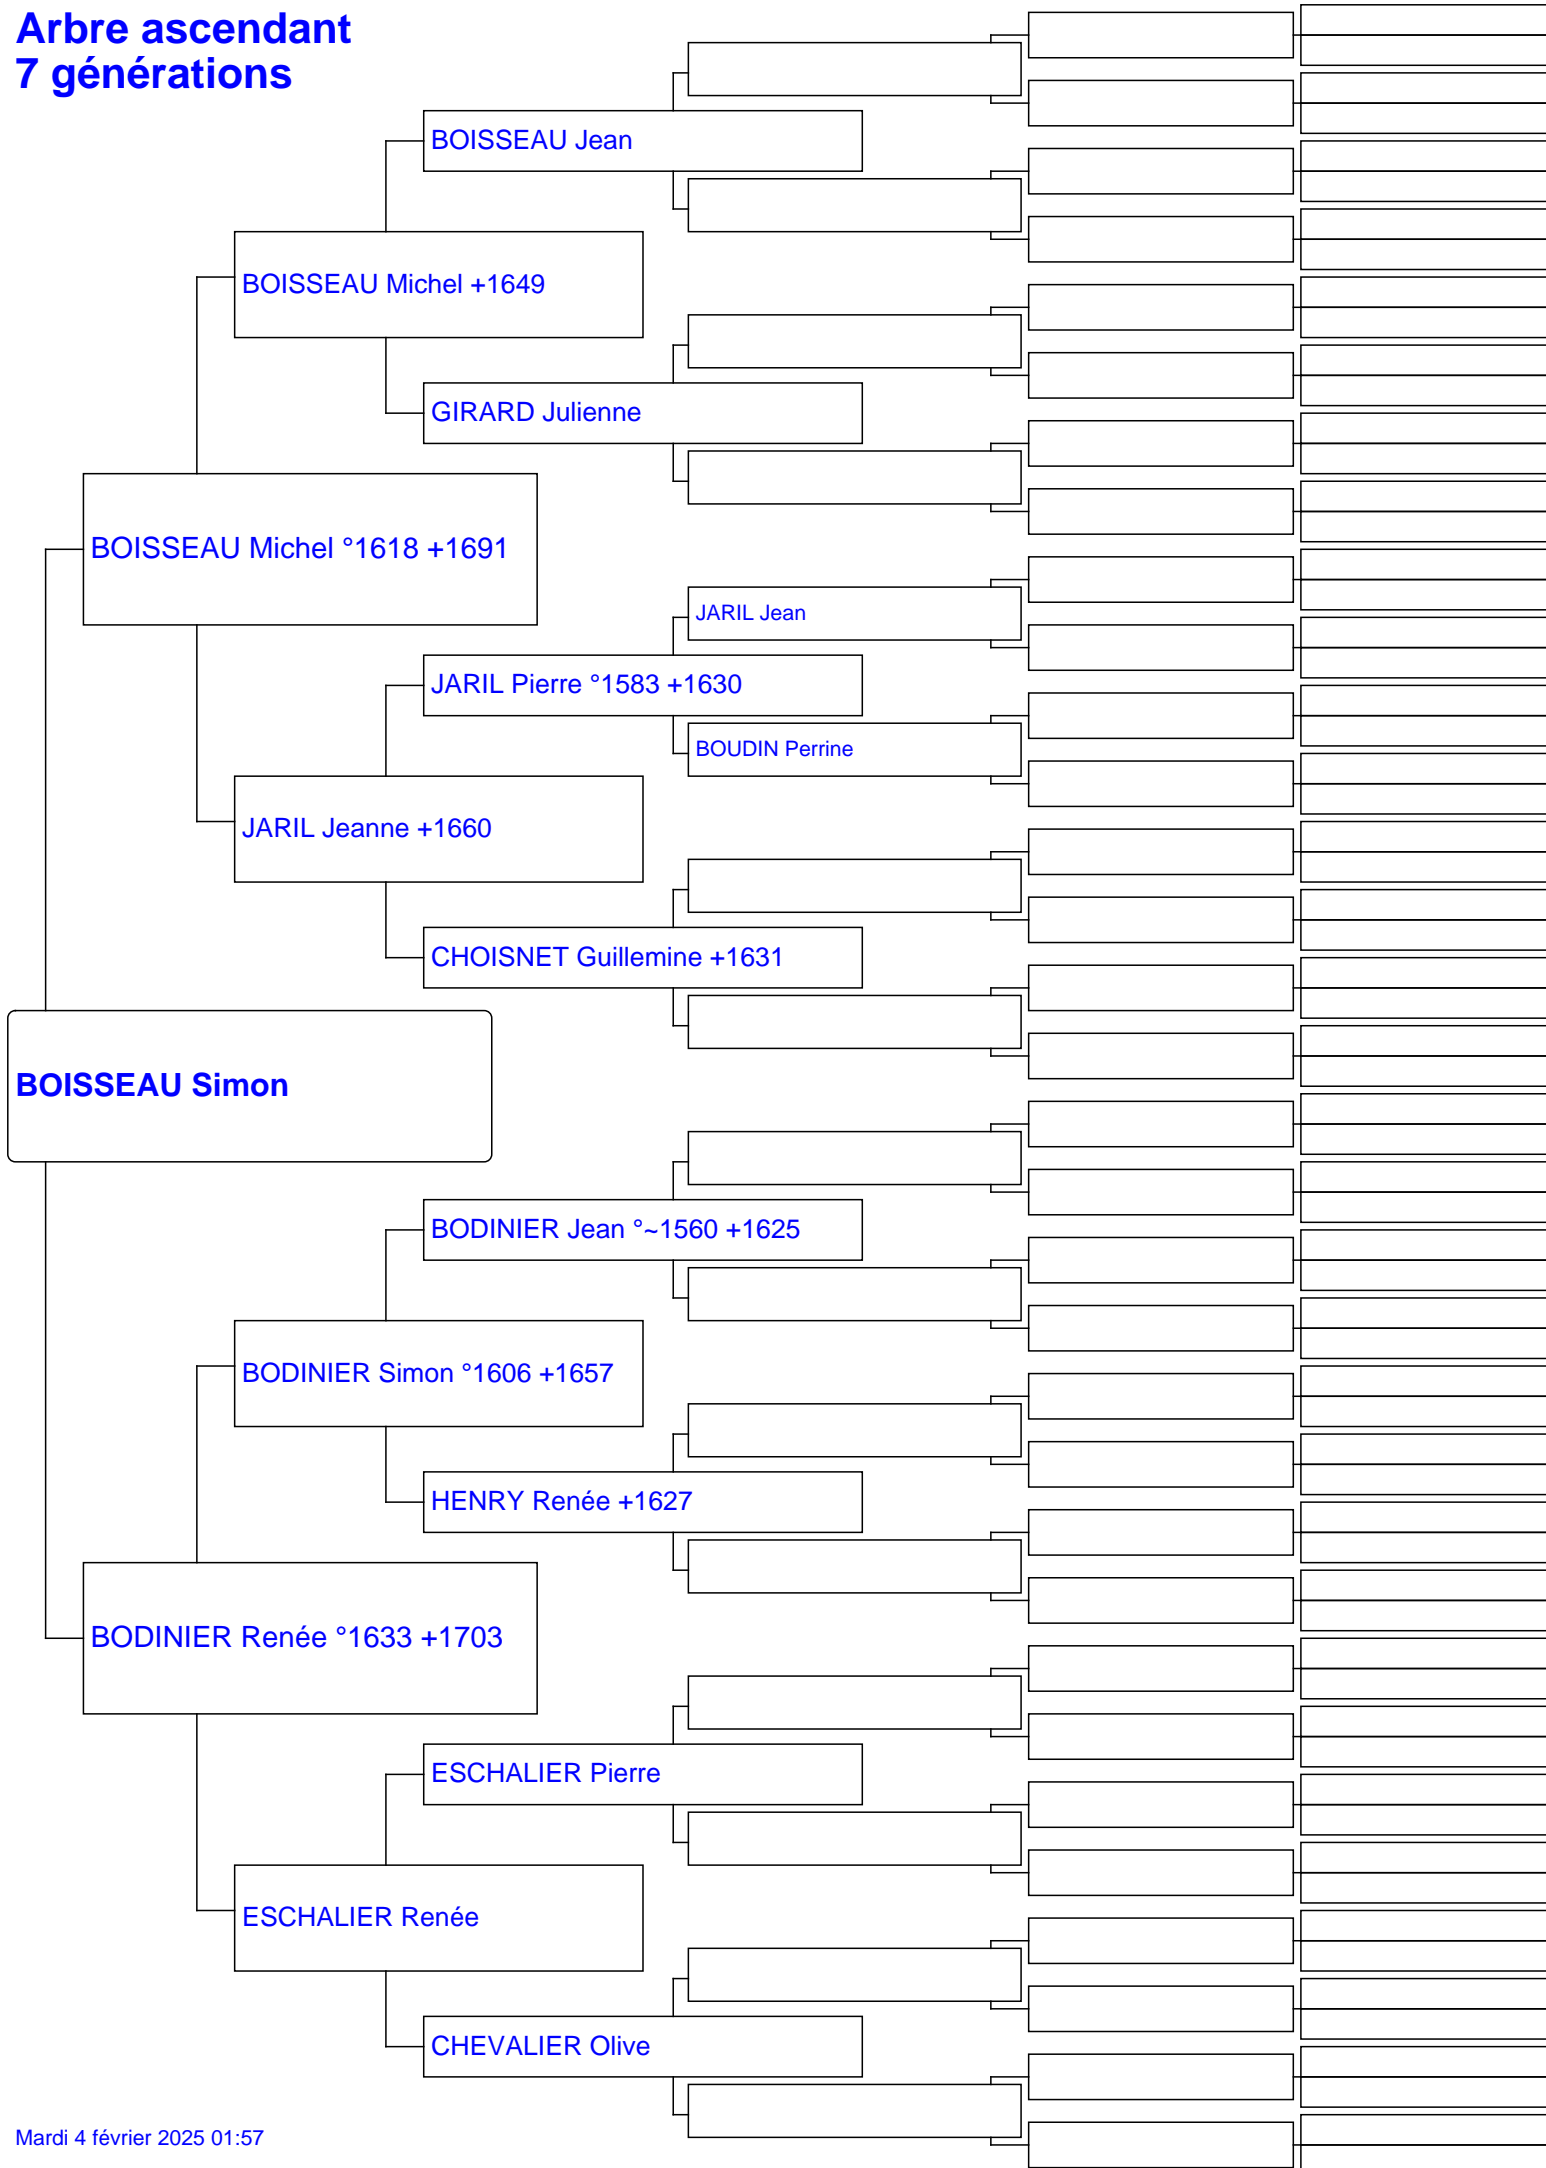 Arbre ascendant
7 générations
BOISSEAU Jean
BOISSEAU Michel +1649
GIRARD Julienne
BOISSEAU Michel °1618 +1691
JARIL Jean
JARIL Pierre °1583 +1630
BOUDIN Perrine
JARIL Jeanne +1660
CHOISNET Guillemine +1631
BOISSEAU Simon
BODINIER Jean °~1560 +1625
BODINIER Simon °1606 +1657
HENRY Renée +1627
BODINIER Renée °1633 +1703
ESCHALIER Pierre
ESCHALIER Renée
CHEVALIER Olive
Mardi 4 février 2025 01:57